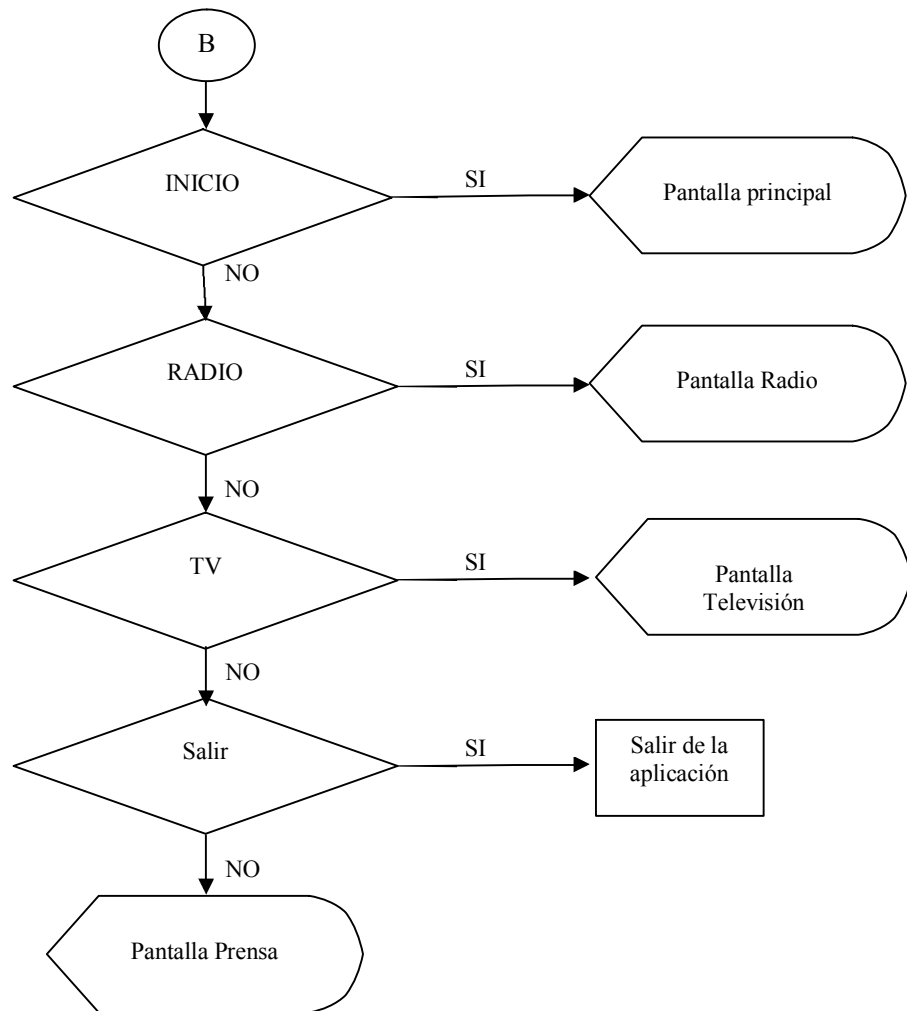 B
INICIO
SI
Pantalla principal
NO
RADIO
SI
Pantalla Radio
NO
TV
SI
Pantalla
Televisión
NO
Salir
SI
Salir de la
aplicación
NO
Pantalla Prensa